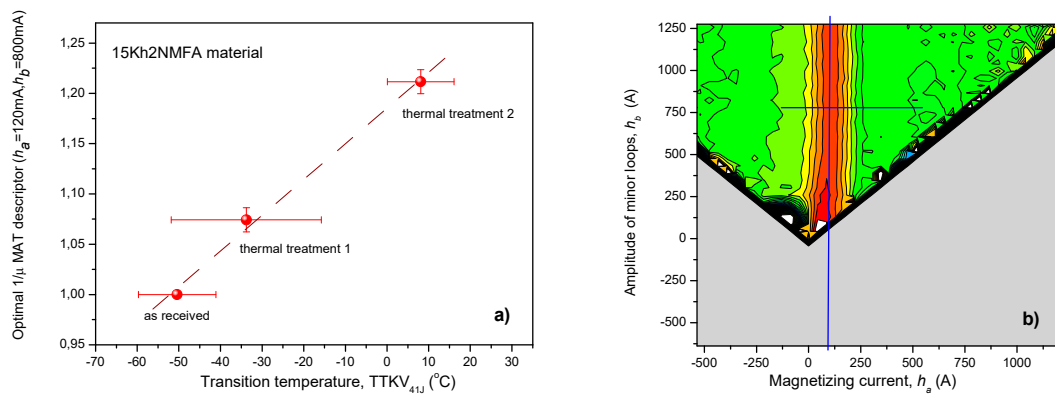 Optimal 1/μ MAT descriptor (hₐ=120mA,h_b=800mA)
1,25
1,20
1,15
1,10
1,05
1,00
0,95
15Kh2NMFA material
thermal treatment 2
thermal treatment 1
as received
a)
-70 -60 -50 -40 -30 -20 -10 0 10 20 30
Transition temperature, TTKV41J (°C)
Amplitude of minor loops, h_b (A)
1250
1000
750
500
250
0
-250
-500
b)
-500 -250 0 250 500 750 1000
Magnetizing current, hₐ (A)